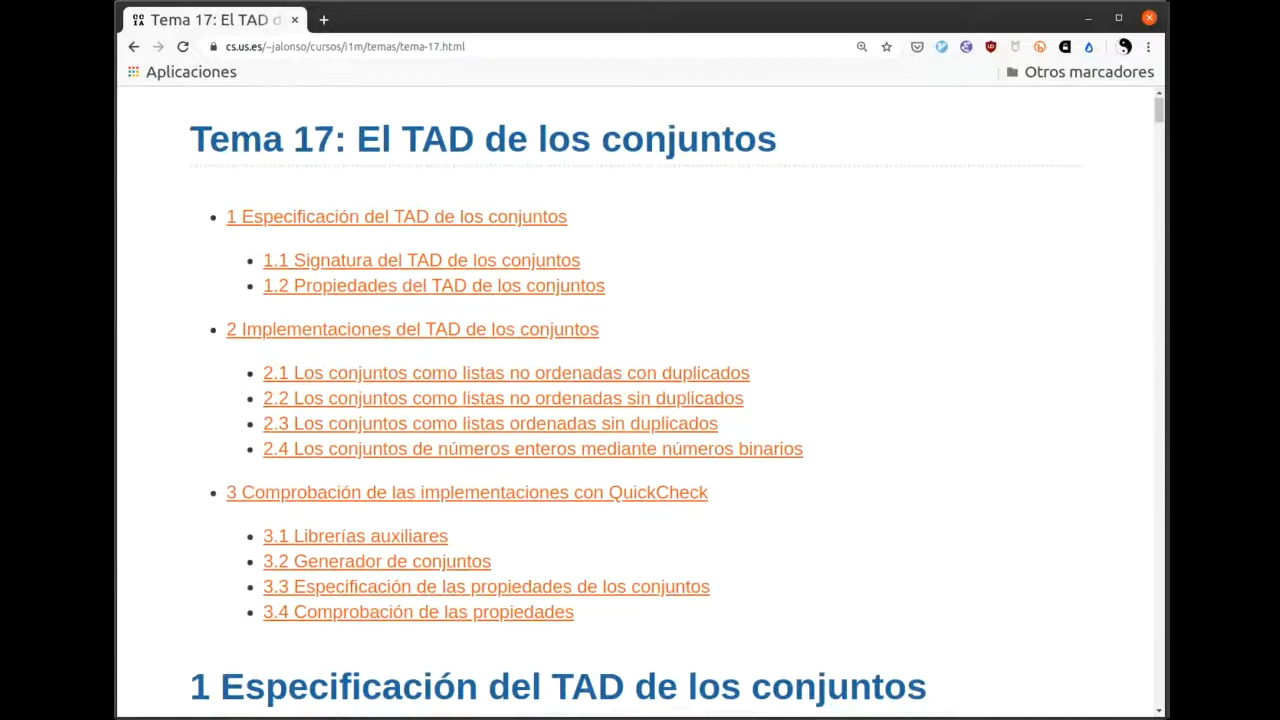 Tema 17: El TAD d
cs.us.es/~jalonso/cursos/i1m/temas/tema-17.html
Aplicaciones
Otros marcadores
Tema 17: El TAD de los conjuntos
1 Especificación del TAD de los conjuntos
1.1 Signatura del TAD de los conjuntos
1.2 Propiedades del TAD de los conjuntos
2 Implementaciones del TAD de los conjuntos
2.1 Los conjuntos como listas no ordenadas con duplicados
2.2 Los conjuntos como listas no ordenadas sin duplicados
2.3 Los conjuntos como listas ordenadas sin duplicados
2.4 Los conjuntos de números enteros mediante números binarios
3 Comprobación de las implementaciones con QuickCheck
3.1 Librerías auxiliares
3.2 Generador de conjuntos
3.3 Especificación de las propiedades de los conjuntos
3.4 Comprobación de las propiedades
1 Especificación del TAD de los conjuntos